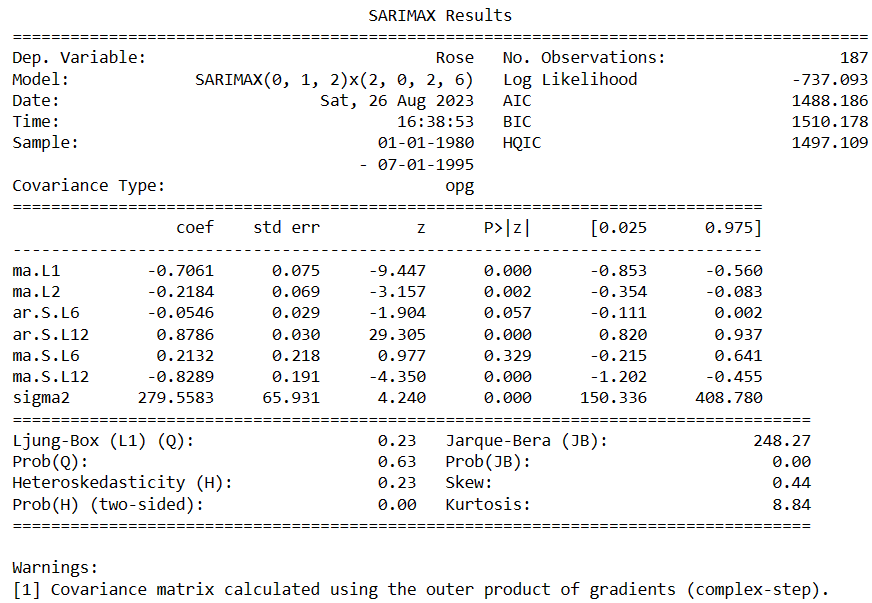 SARIMAX Results
==========================================================================================
Dep. Variable:                               Rose   No. Observations:                  187
Model:             SARIMAX(0, 1, 2)x(2, 0, 2, 6)   Log Likelihood                -737.093
Date:                            Sat, 26 Aug 2023   AIC                           1488.186
Time:                                    16:38:53   BIC                           1510.178
Sample:                                01-01-1980   HQIC                          1497.109
                                     - 07-01-1995
Covariance Type:                              opg
==============================================================================
                 coef    std err          z      P>|z|      [0.025      0.975]
------------------------------------------------------------------------------
ma.L1         -0.7061      0.075     -9.447      0.000      -0.853      -0.560
ma.L2         -0.2184      0.069     -3.157      0.002      -0.354      -0.083
ar.S.L6       -0.0546      0.029     -1.904      0.057      -0.111       0.002
ar.S.L12       0.8786      0.030     29.305      0.000       0.820       0.937
ma.S.L6        0.2132      0.218      0.977      0.329      -0.215       0.641
ma.S.L12      -0.8289      0.191     -4.350      0.000      -1.202      -0.455
sigma2       279.5583     65.931      4.240      0.000     150.336     408.780
===================================================================================
Ljung-Box (L1) (Q):                   0.23   Jarque-Bera (JB):               248.27
Prob(Q):                              0.63   Prob(JB):                         0.00
Heteroskedasticity (H):               0.23   Skew:                             0.44
Prob(H) (two-sided):                  0.00   Kurtosis:                         8.84
===================================================================================
Warnings:
[1] Covariance matrix calculated using the outer product of gradients (complex-step).